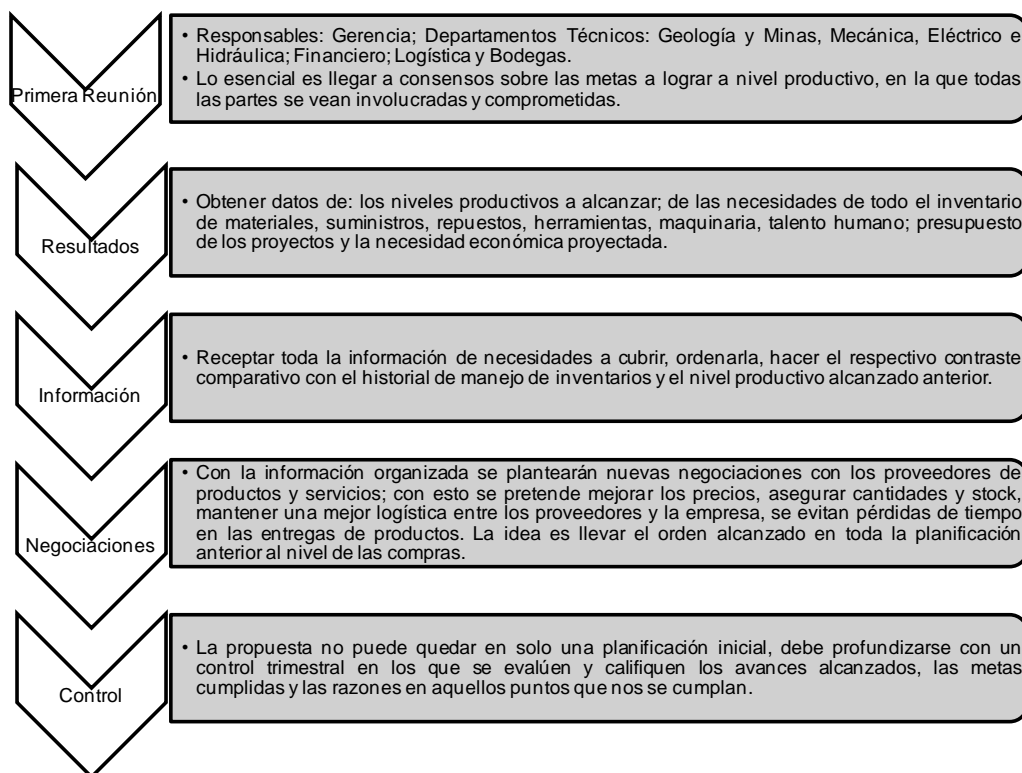 Primera Reunión
• Responsables: Gerencia; Departamentos Técnicos: Geología y Minas, Mecánica, Eléctrico e
Hidráulica; Financiero; Logística y Bodegas.
• Lo esencial es llegar a consensos sobre las metas a lograr a nivel productivo, en la que todas
las partes se vean involucradas y comprometidas.
Resultados
• Obtener datos de: los niveles productivos a alcanzar; de las necesidades de todo el inventario
de materiales, suministros, repuestos, herramientas, maquinaria, talento humano; presupuesto
de los proyectos y la necesidad económica proyectada.
Información
• Receptar toda la información de necesidades a cubrir, ordenarla, hacer el respectivo contraste
comparativo con el historial de manejo de inventarios y el nivel productivo alcanzado anterior.
Negociaciones
• Con la información organizada se plantearán nuevas negociaciones con los proveedores de
productos y servicios; con esto se pretende mejorar los precios, asegurar cantidades y stock,
mantener una mejor logística entre los proveedores y la empresa, se evitan pérdidas de tiempo
en las entregas de productos. La idea es llevar el orden alcanzado en toda la planificación
anterior al nivel de las compras.
Control
• La propuesta no puede quedar en solo una planificación inicial, debe profundizarse con un
control trimestral en los que se evalúen y califiquen los avances alcanzados, las metas
cumplidas y las razones en aquellos puntos que nos se cumplan.